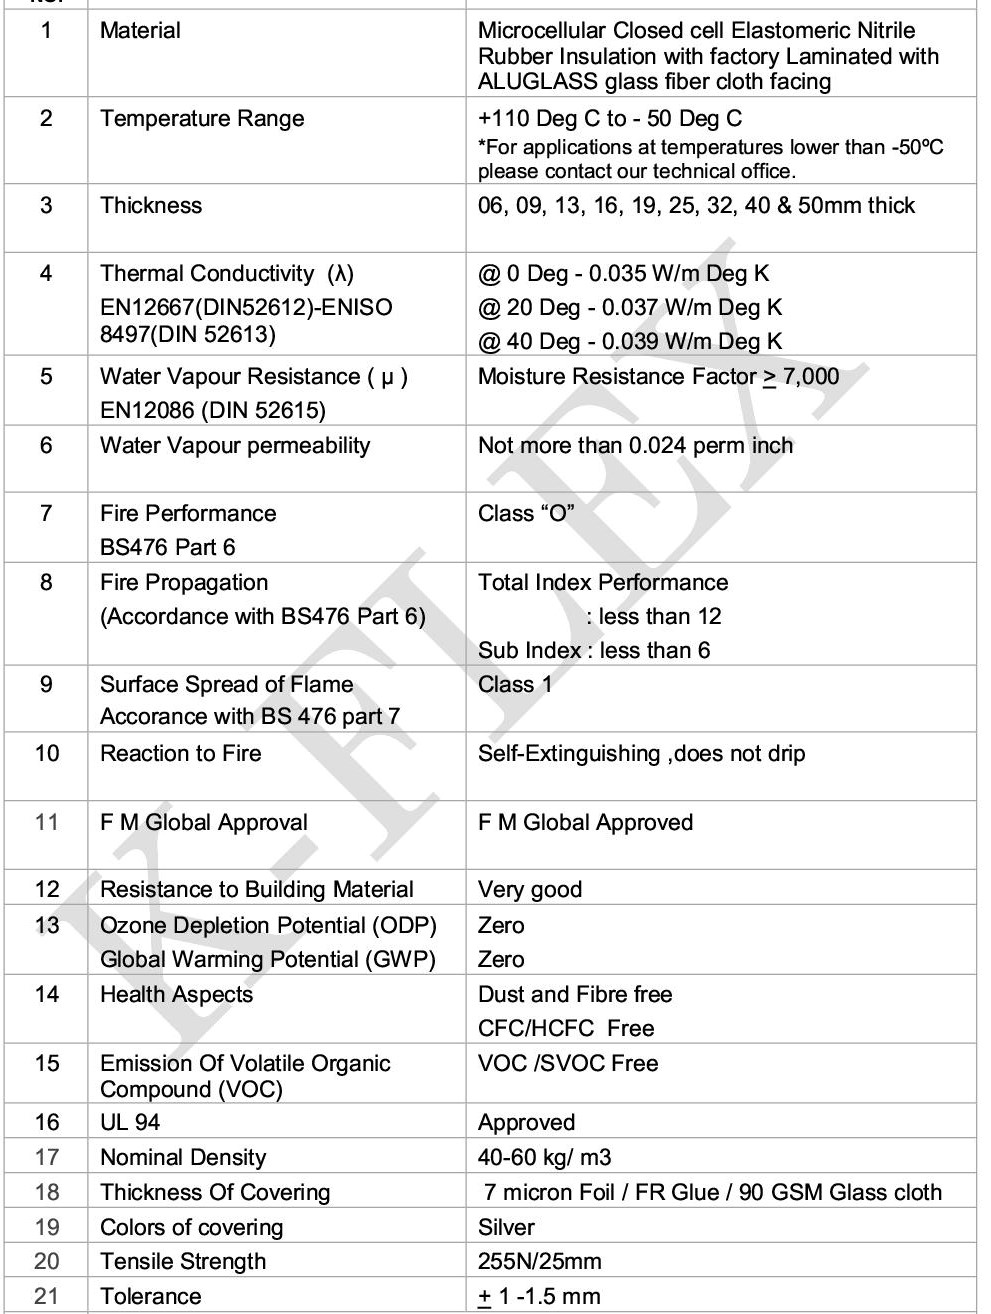 1 Material Microcellular Closed cell Elastomeric Nitrile
Rubber Insulation with factory Laminated with
ALUGLASS glass fiber cloth facing
2 Temperature Range +110 Deg C to - 50 Deg C
*For applications at temperatures lower than -50ºC
please contact our technical office.
3 Thickness 06, 09, 13, 16, 19, 25, 32, 40 & 50mm thick
4 Thermal Conductivity (λ) @ 0 Deg - 0.035 W/m Deg K
EN12667(DIN52612)-ENISO @ 20 Deg - 0.037 W/m Deg K
8497(DIN 52613) @ 40 Deg - 0.039 W/m Deg K
5 Water Vapour Resistance ( µ ) Moisture Resistance Factor ≥ 7,000
EN12086 (DIN 52615)
6 Water Vapour permeability Not more than 0.024 perm inch
7 Fire Performance Class “O”
BS476 Part 6
8 Fire Propagation Total Index Performance
(Accordance with BS476 Part 6) : less than 12
Sub Index : less than 6
9 Surface Spread of Flame Class 1
Accorance with BS 476 part 7
10 Reaction to Fire Self-Extinguishing ,does not drip
11 F M Global Approval F M Global Approved
12 Resistance to Building Material Very good
13 Ozone Depletion Potential (ODP) Zero
Global Warming Potential (GWP) Zero
14 Health Aspects Dust and Fibre free
CFC/HCFC Free
15 Emission Of Volatile Organic VOC /SVOC Free
Compound (VOC)
16 UL 94 Approved
17 Nominal Density 40-60 kg/ m3
18 Thickness Of Covering 7 micron Foil / FR Glue / 90 GSM Glass cloth
19 Colors of covering Silver
20 Tensile Strength 255N/25mm
21 Tolerance ± 1 -1.5 mm
K-FLEX